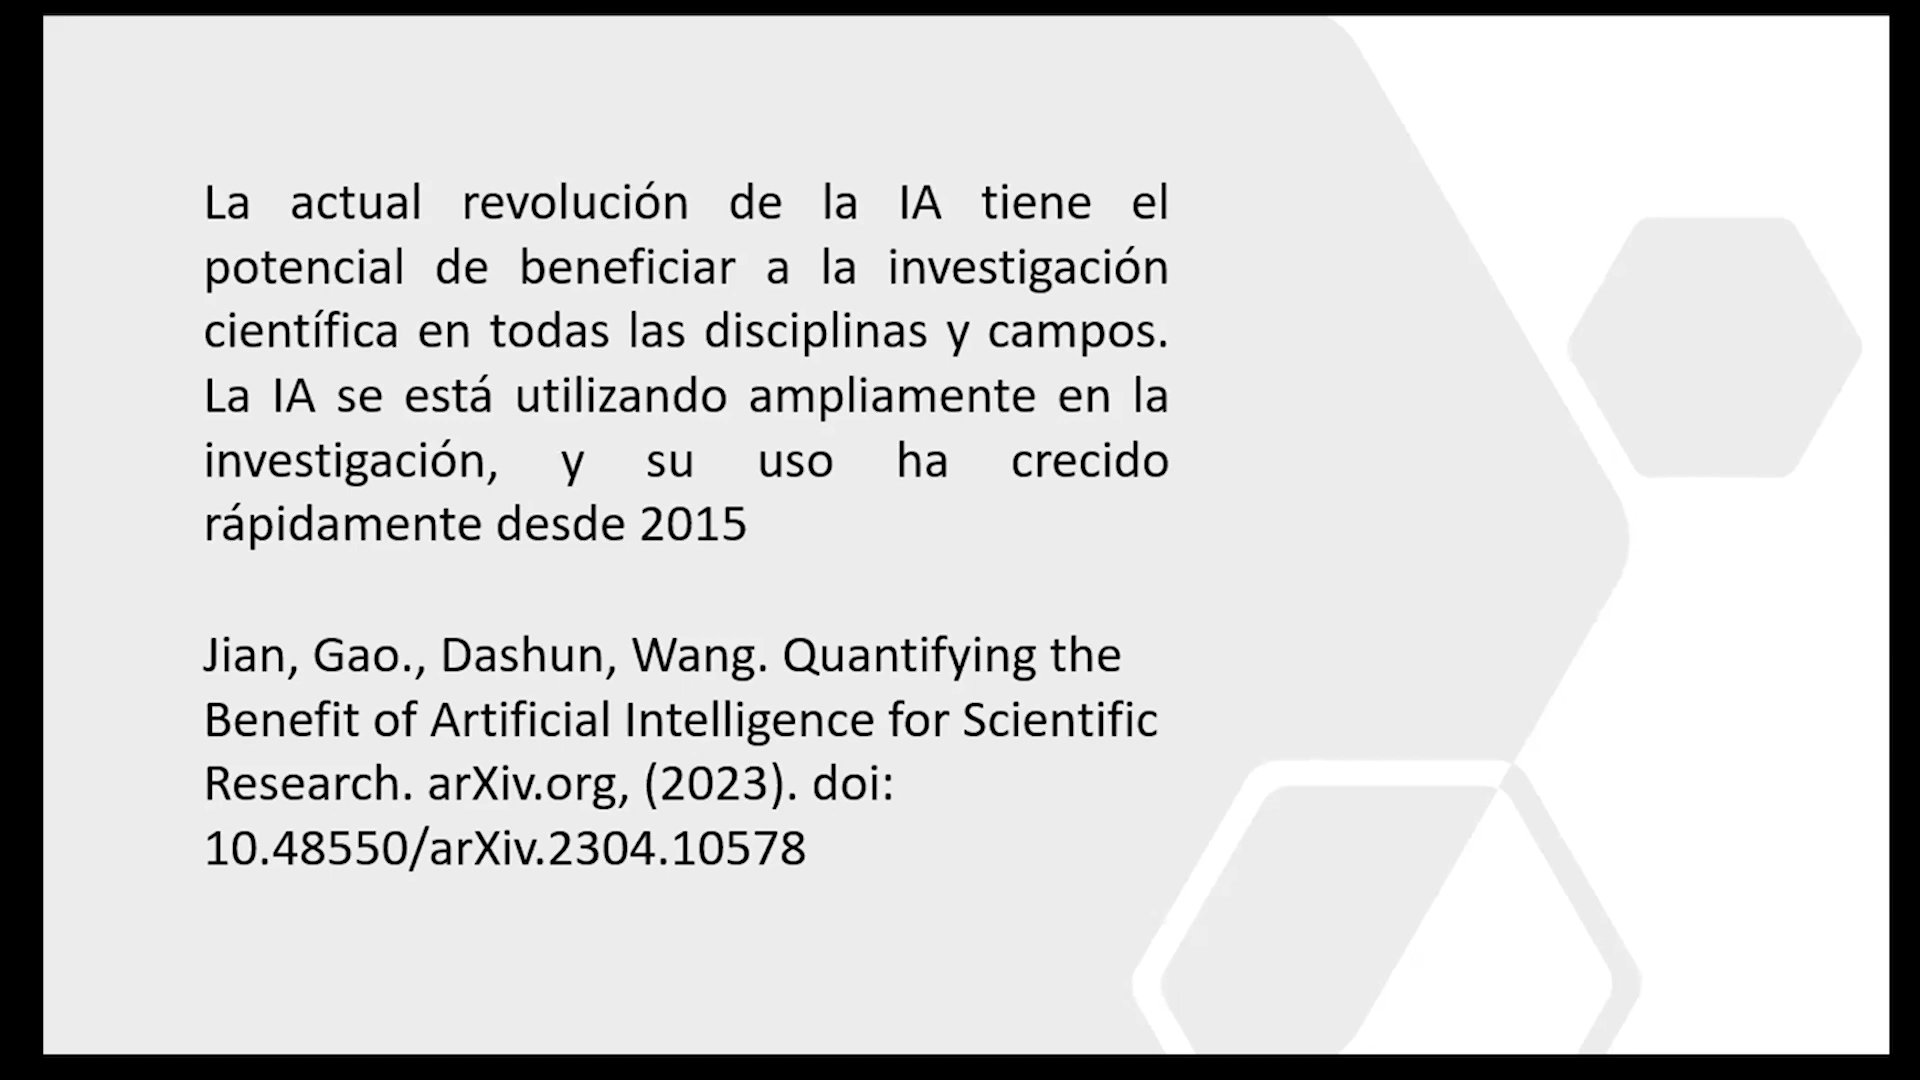 La actual revolución de la IA tiene el
potencial de beneficiar a la investigación
científica en todas las disciplinas y campos.
La IA se está utilizando ampliamente en la
investigación, y su uso ha crecido
rápidamente desde 2015
Jian, Gao., Dashun, Wang. Quantifying the
Benefit of Artificial Intelligence for Scientific
Research. arXiv.org, (2023). doi:
10.48550/arXiv.2304.10578